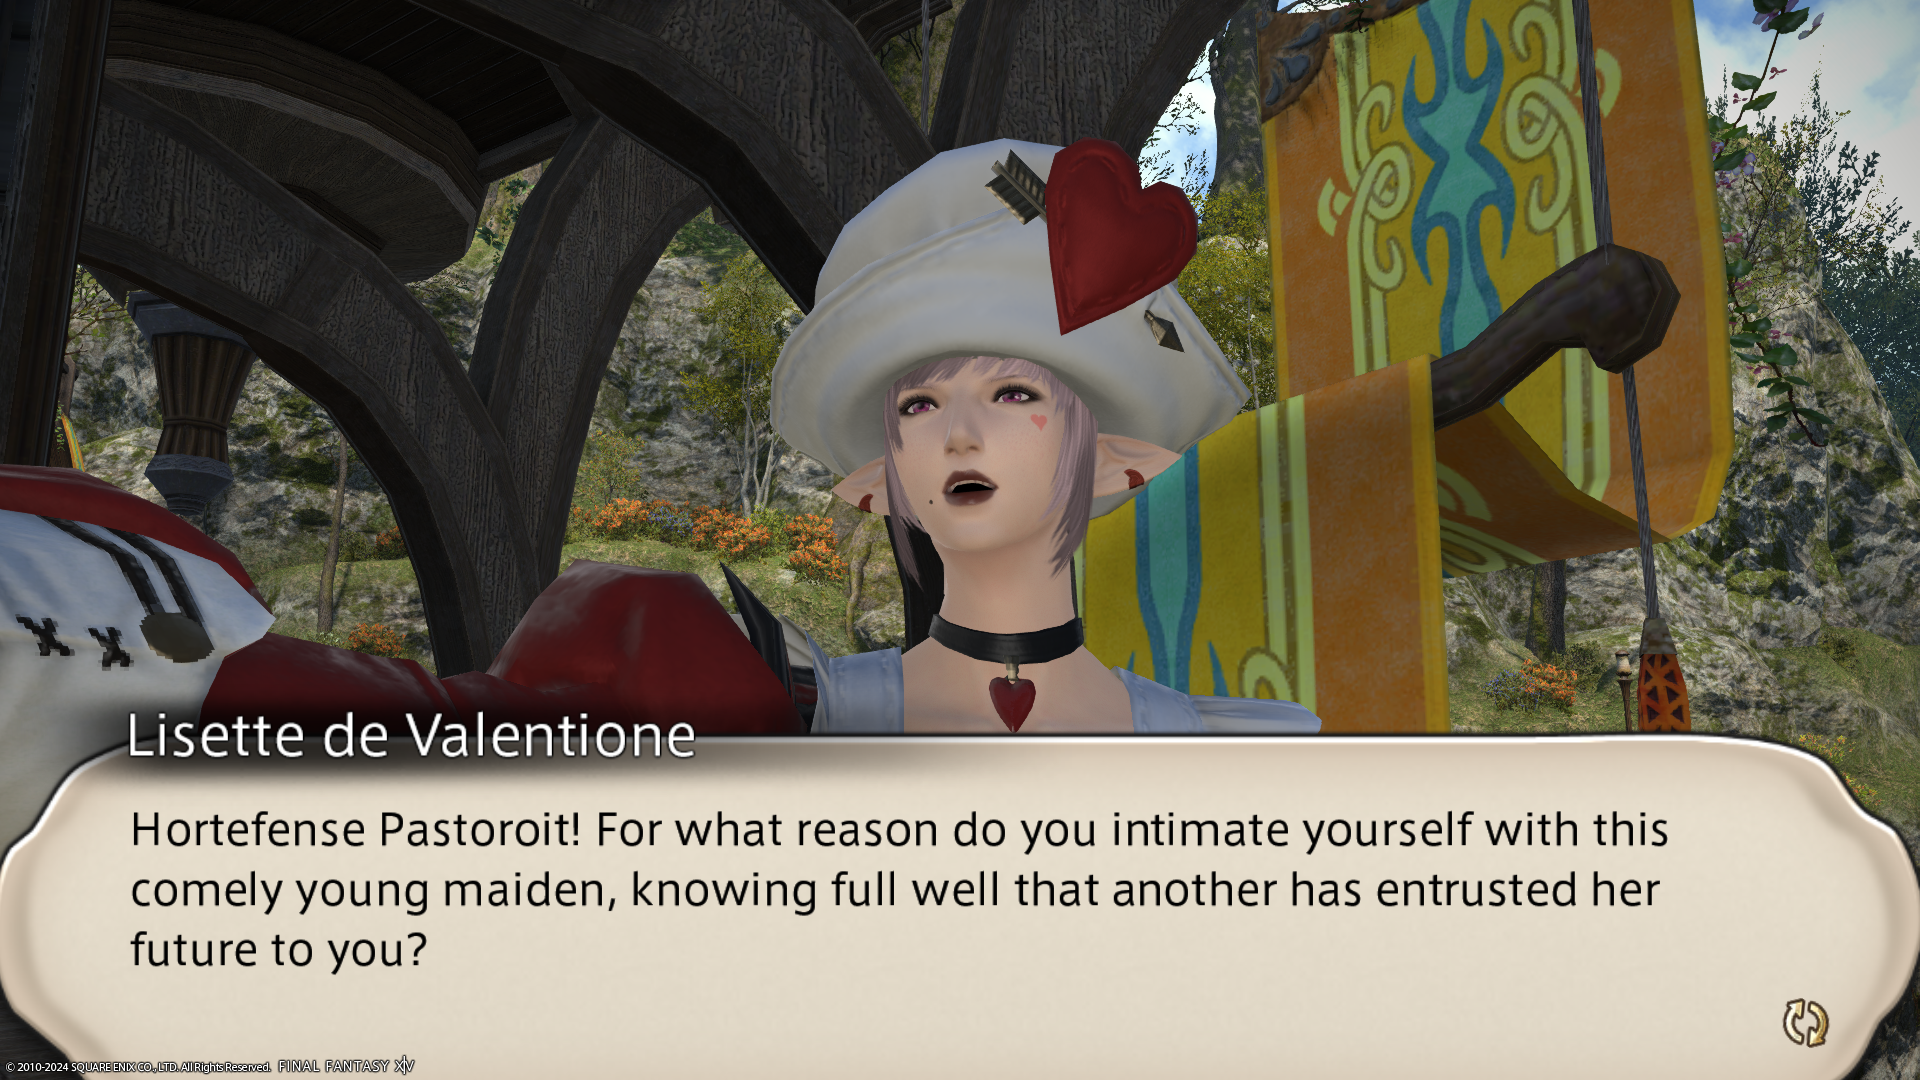 Lisette de Valentione
Hortefense Pastoroit! For what reason do you intimate yourself with this
comely young maiden, knowing full well that another has entrusted her
future to you?
© 2010-2024 SQUARE ENIX CO., LTD. All Rights Reserved. FINAL FANTASY XIV